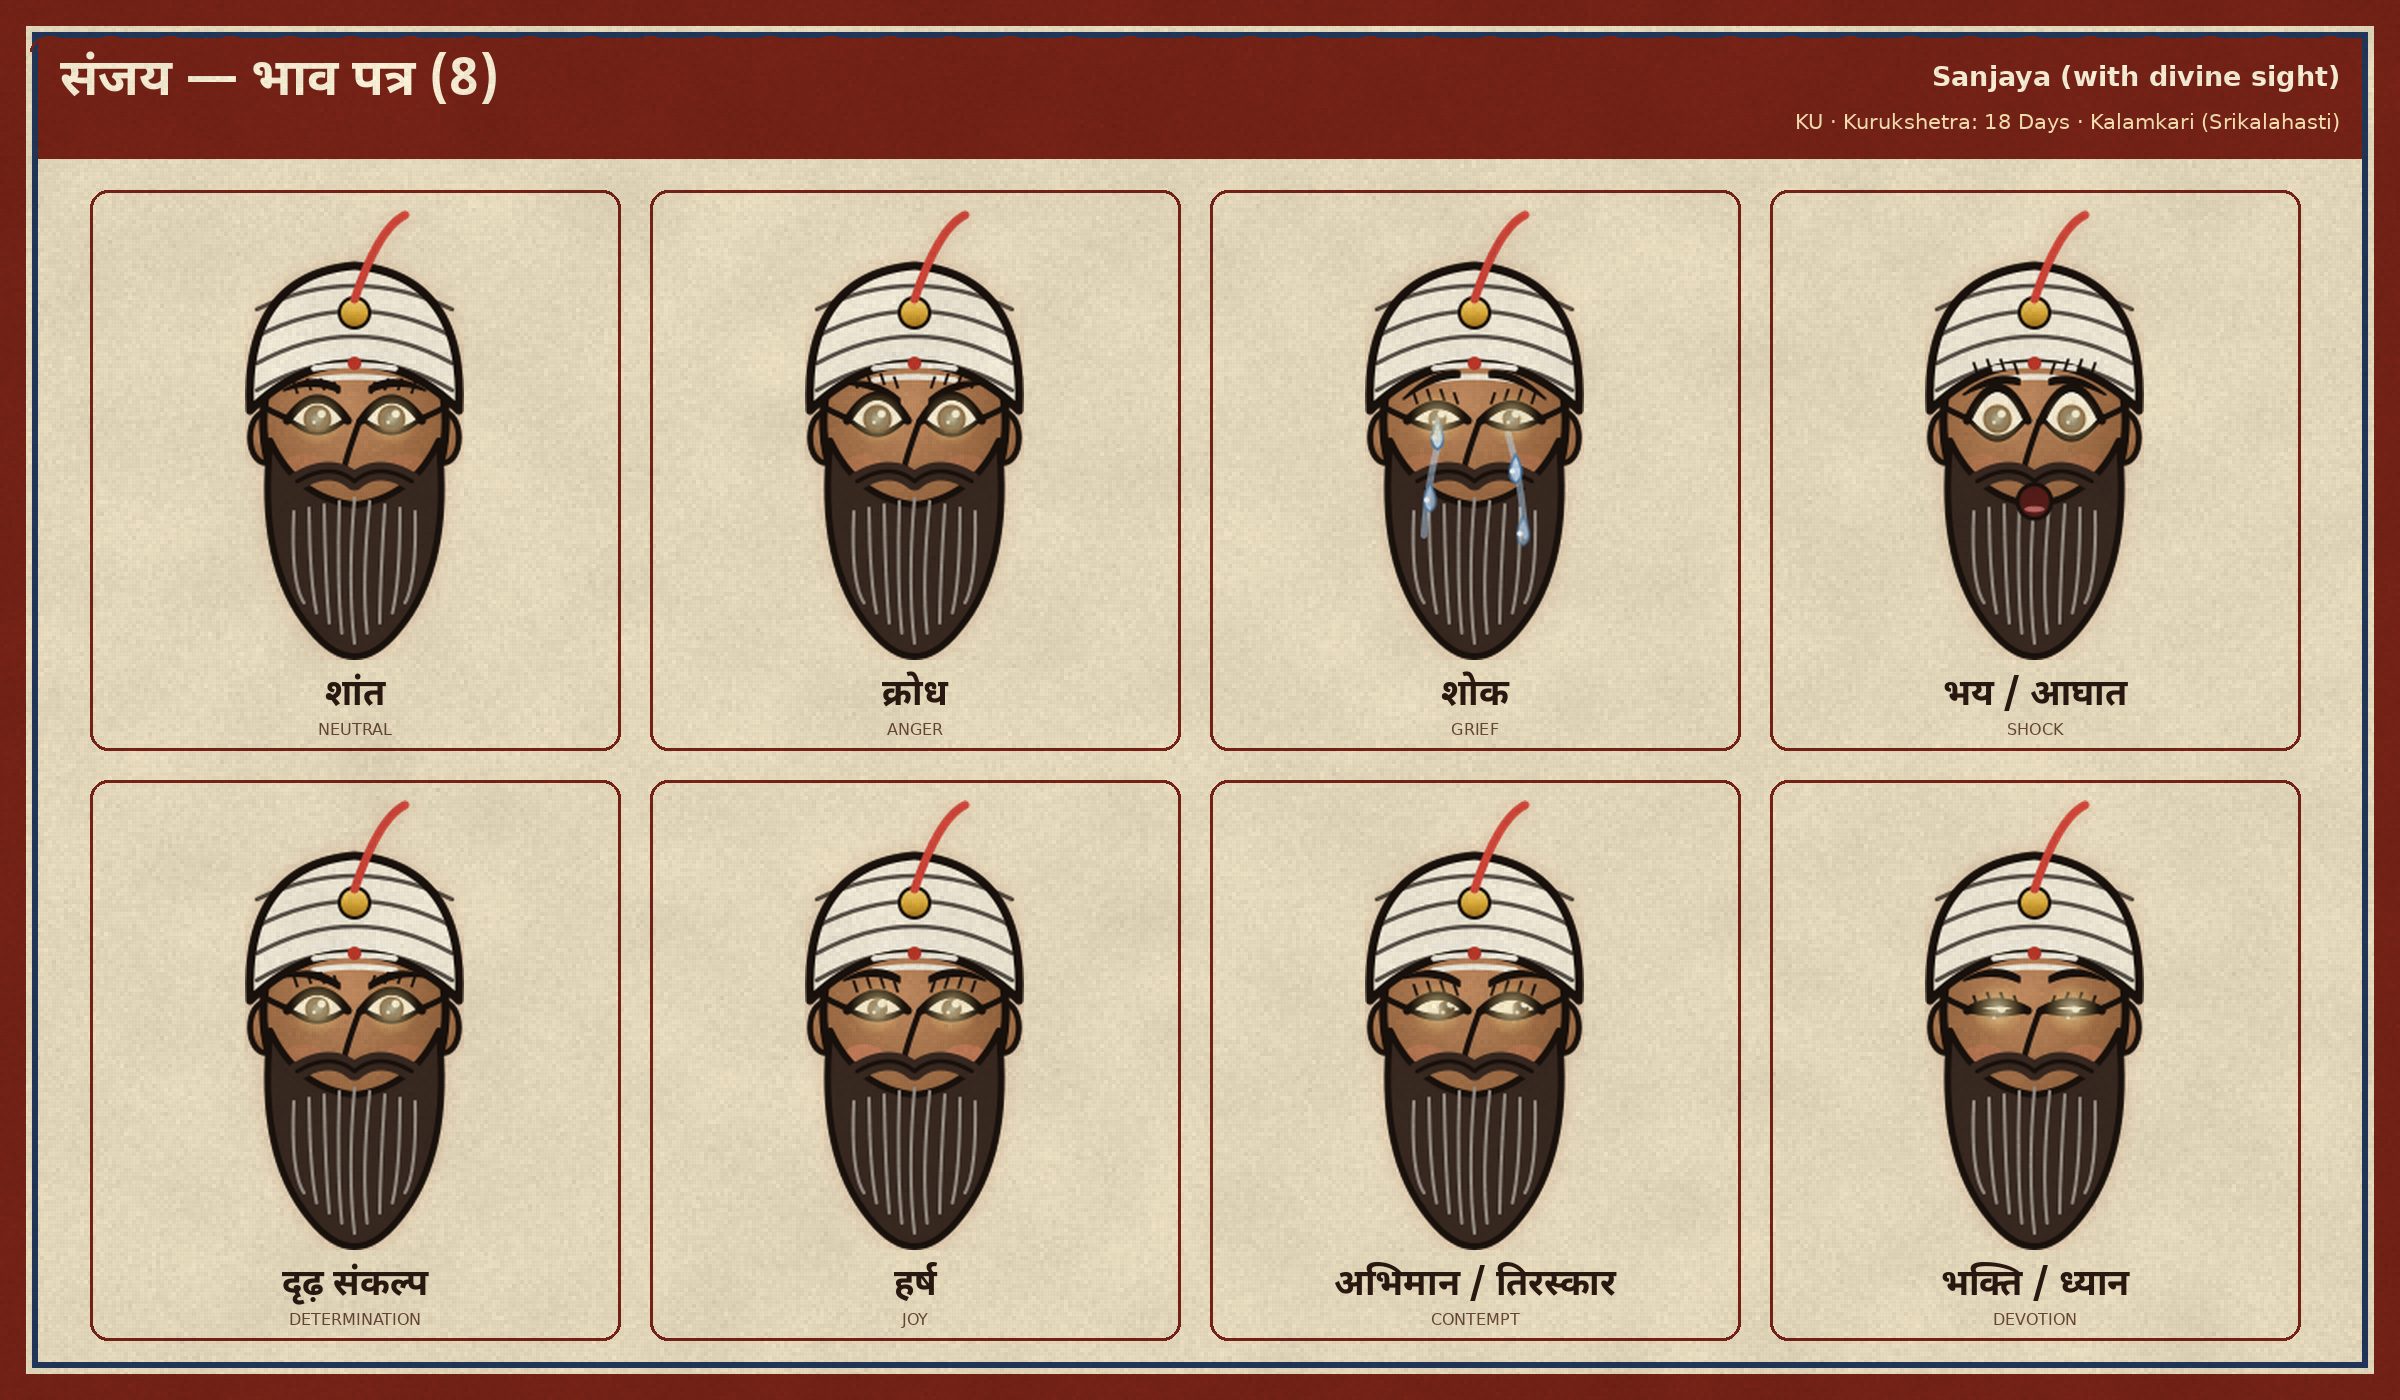 संजय — भाव पत्र (8)
Sanjaya (with divine sight)
KU · Kurukshetra: 18 Days · Kalamkari (Srikalahasti)
शांत
NEUTRAL
क्रोध
ANGER
शोक
GRIEF
भय / आघात
SHOCK
दृढ़ संकल्प
DETERMINATION
हर्ष
JOY
अभिमान / तिरस्कार
CONTEMPT
भक्ति / ध्यान
DEVOTION